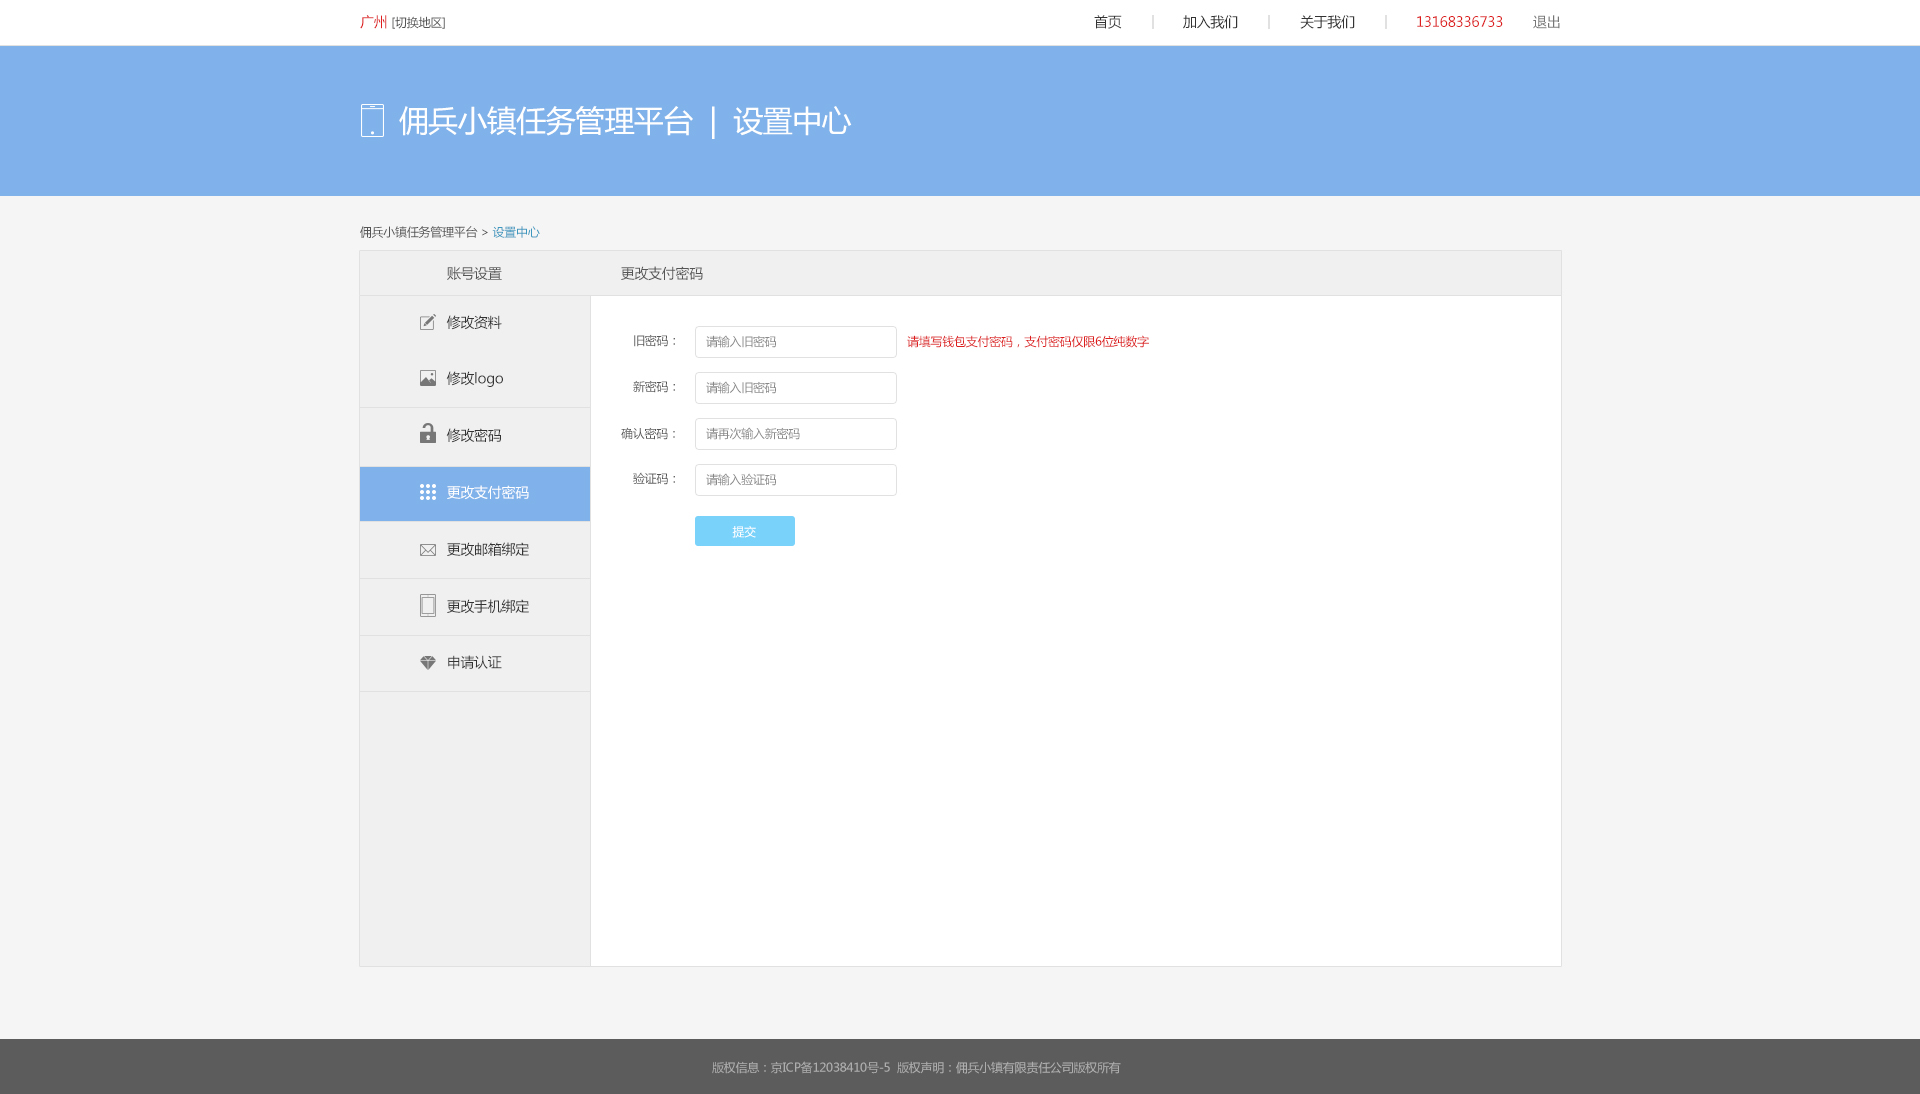 广州 [切换地区] 首页 | 加入我们 | 关于我们 | 13168336733 退出
佣兵小镇任务管理平台 | 设置中心
佣兵小镇任务管理平台 > 设置中心
账号设置 更改支付密码
修改资料
修改logo
修改密码
更改支付密码
更改邮箱绑定
更改手机绑定
申请认证
旧密码： 请输入旧密码 请填写钱包支付密码，支付密码仅限6位纯数字
新密码： 请输入旧密码
确认密码： 请再次输入新密码
验证码： 请输入验证码
提交
版权信息：京ICP备12038410号-5 版权声明：佣兵小镇有限责任公司版权所有